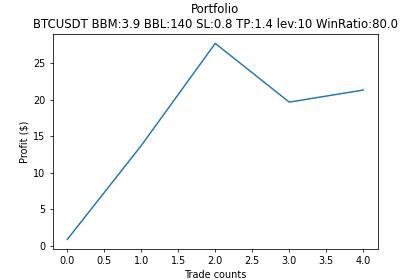 Portfolio
BTCUSDT BBM:3.9 BBL:140 SL:0.8 TP:1.4 lev:10 WinRatio:80.0
25
20
15
10
5
0
Profit ($)
0.0 0.5 1.0 1.5 2.0 2.5 3.0 3.5 4.0
Trade counts